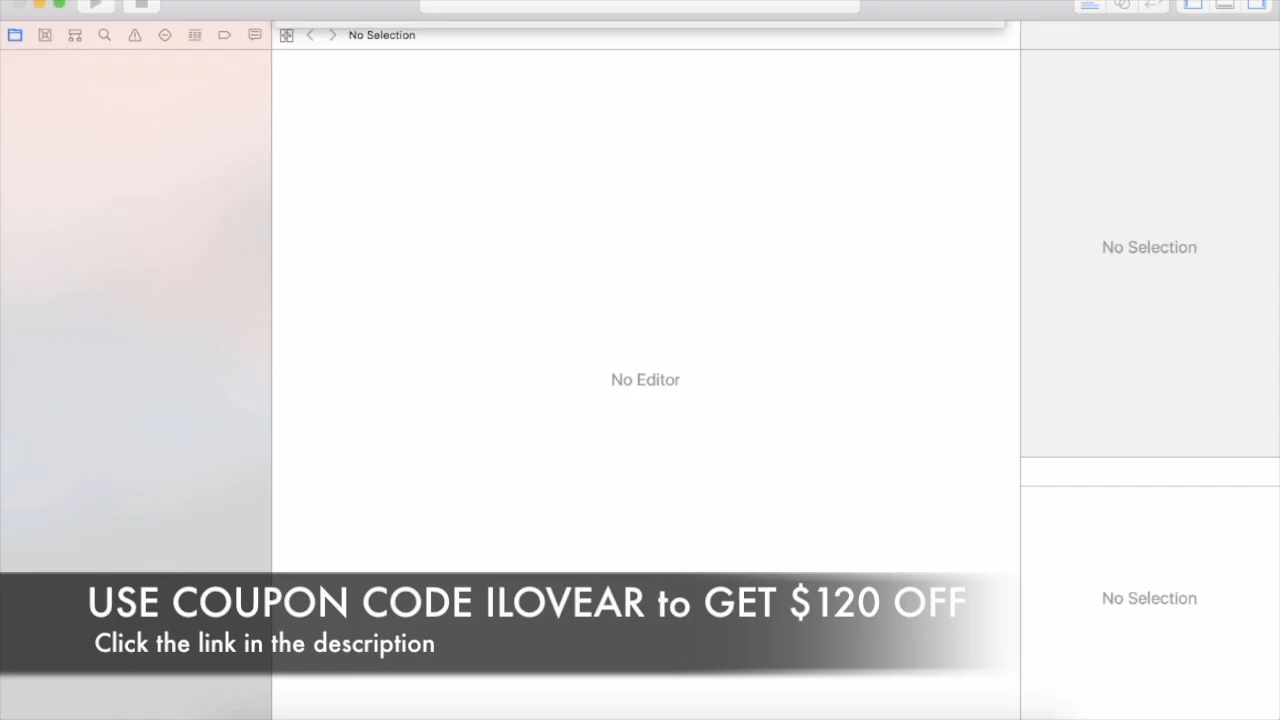 No Selection
No Selection
No Editor
USE COUPON CODE ILOVEAR to GET $120 OFF
No Selection
Click the link in the description